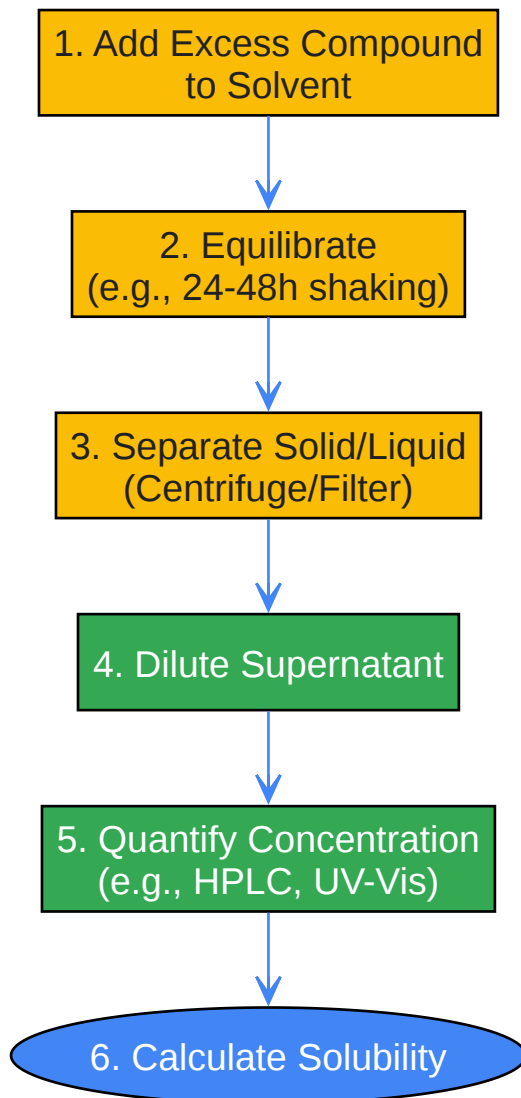 1. Add Excess Compound
to Solvent
2. Equilibrate
(e.g., 24-48h shaking)
3. Separate Solid/Liquid
(Centrifuge/Filter)
4. Dilute Supernatant
5. Quantify Concentration
(e.g., HPLC, UV-Vis)
6. Calculate Solubility